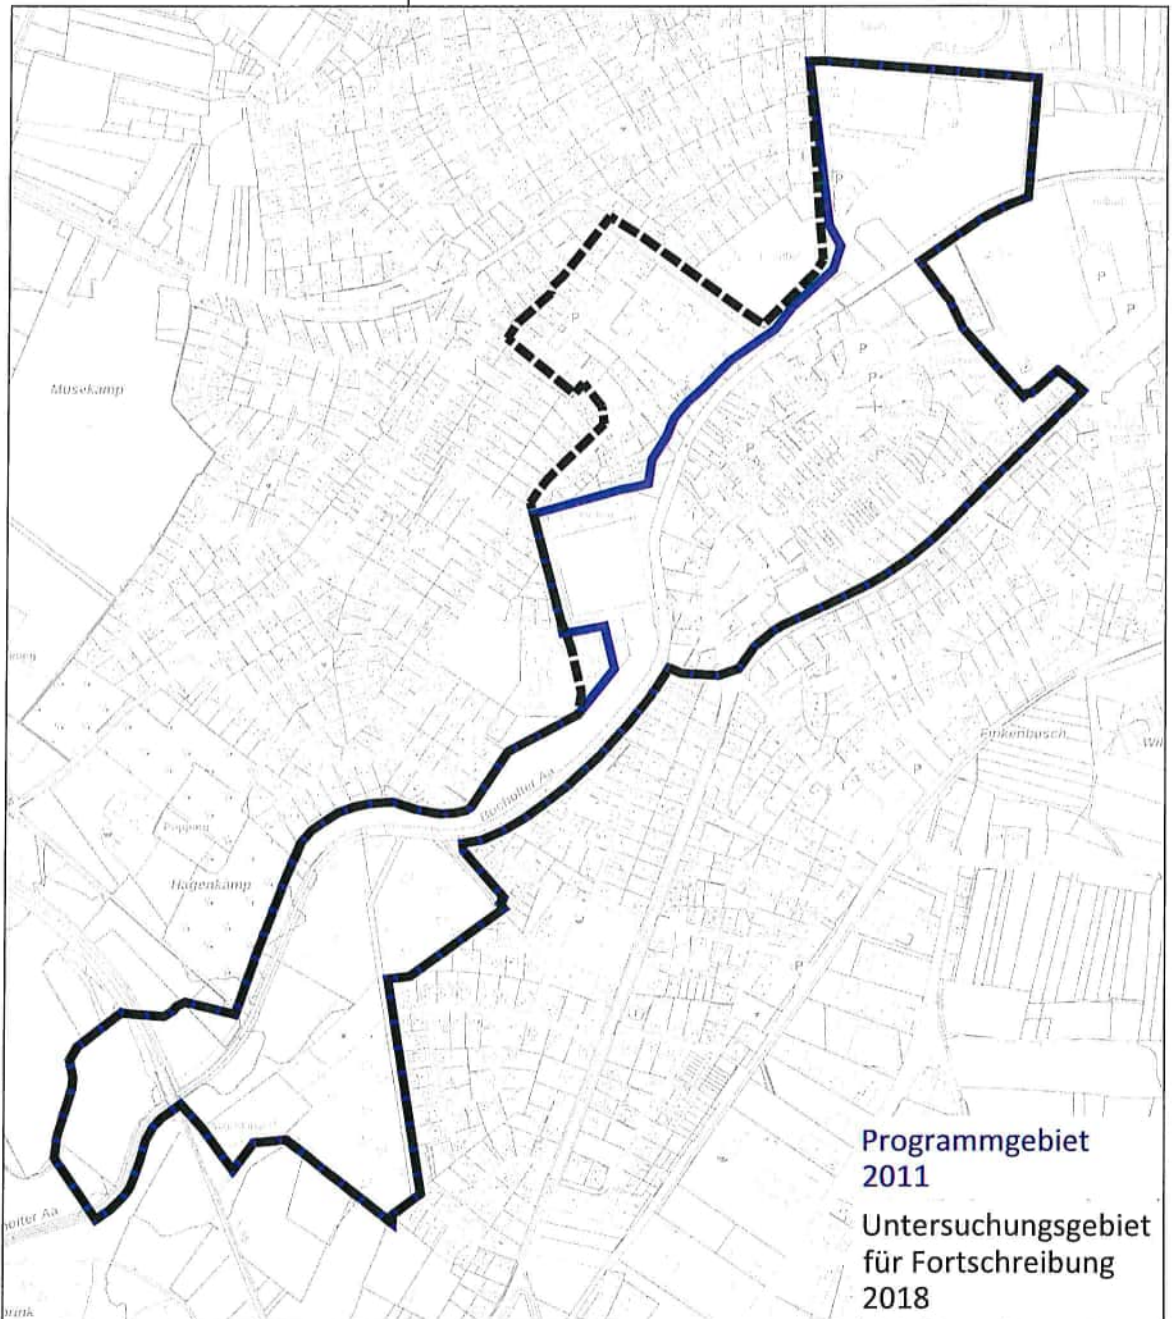 P
P
P
P
P
P
P
Musekamp
Finkenbusch
P
Bocholter Aa
Hagenkamp
P
Programmgebiet
2011
Untersuchungsgebiet
für Fortschreibung
2018